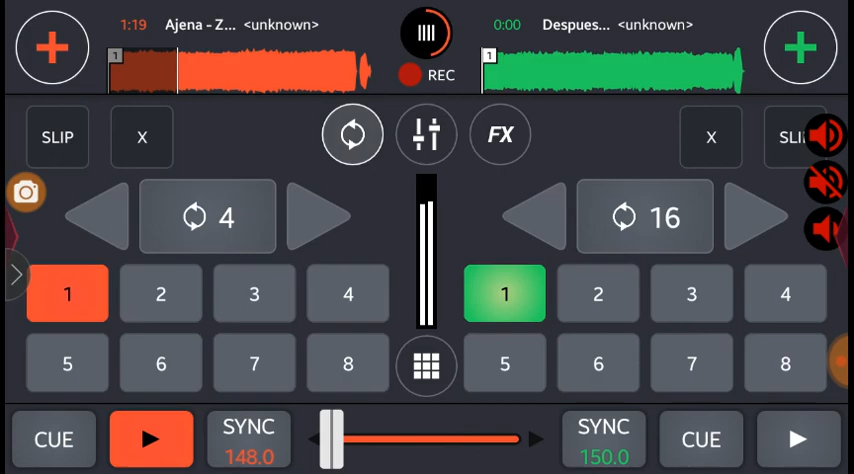 1:19 Ajena - Z... <unknown>
0:00 Despues... <unknown>
1
1
REC
SLIP
X
FX
X
SLI
4
16
1 2 3 4
1 2 3 4
5 6 7 8
5 6 7 8
CUE
SYNC
148.0
SYNC
150.0
CUE